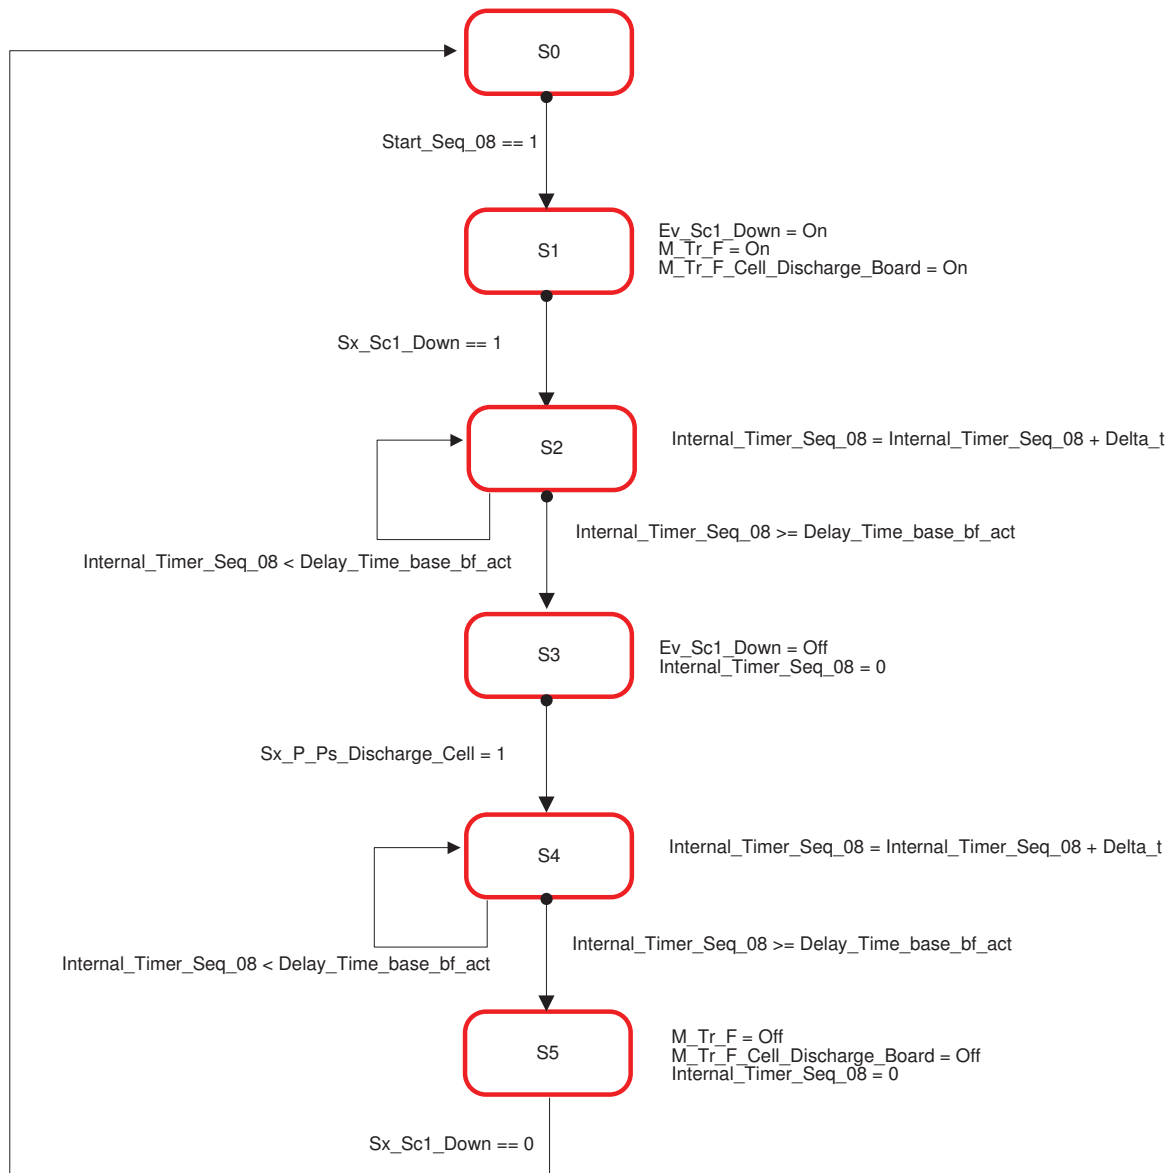 S0
Start_Seq_08 == 1
S1
Ev_Sc1_Down = On
M_Tr_F = On
M_Tr_F_Cell_Discharge_Board = On
Sx_Sc1_Down == 1
S2
Internal_Timer_Seq_08 = Internal_Timer_Seq_08 + Delta_t
Internal_Timer_Seq_08 >= Delay_Time_base_bf_act
Internal_Timer_Seq_08 < Delay_Time_base_bf_act
S3
Ev_Sc1_Down = Off
Internal_Timer_Seq_08 = 0
Sx_P_Ps_Discharge_Cell = 1
S4
Internal_Timer_Seq_08 = Internal_Timer_Seq_08 + Delta_t
Internal_Timer_Seq_08 >= Delay_Time_base_bf_act
Internal_Timer_Seq_08 < Delay_Time_base_bf_act
S5
M_Tr_F = Off
M_Tr_F_Cell_Discharge_Board = Off
Internal_Timer_Seq_08 = 0
Sx_Sc1_Down == 0